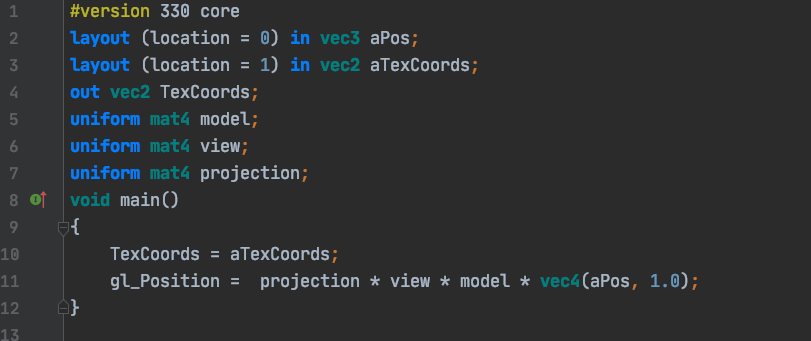 1 #version 330 core
2 layout (location = 0) in vec3 aPos;
3 layout (location = 1) in vec2 aTexCoords;
4 out vec2 TexCoords;
5 uniform mat4 model;
6 uniform mat4 view;
7 uniform mat4 projection;
8 void main()
9 {
10     TexCoords = aTexCoords;
11     gl_Position =  projection * view * model * vec4(aPos, 1.0);
12 }
13